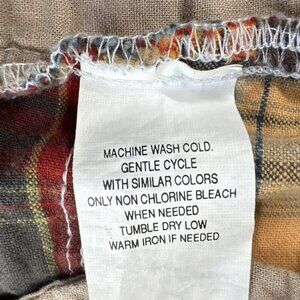 MACHINE WASH COLD.
GENTLE CYCLE
WITH SIMILAR COLORS
ONLY NON CHLORINE BLEACH
WHEN NEEDED
TUMBLE DRY LOW
WARM IRON IF NEEDED